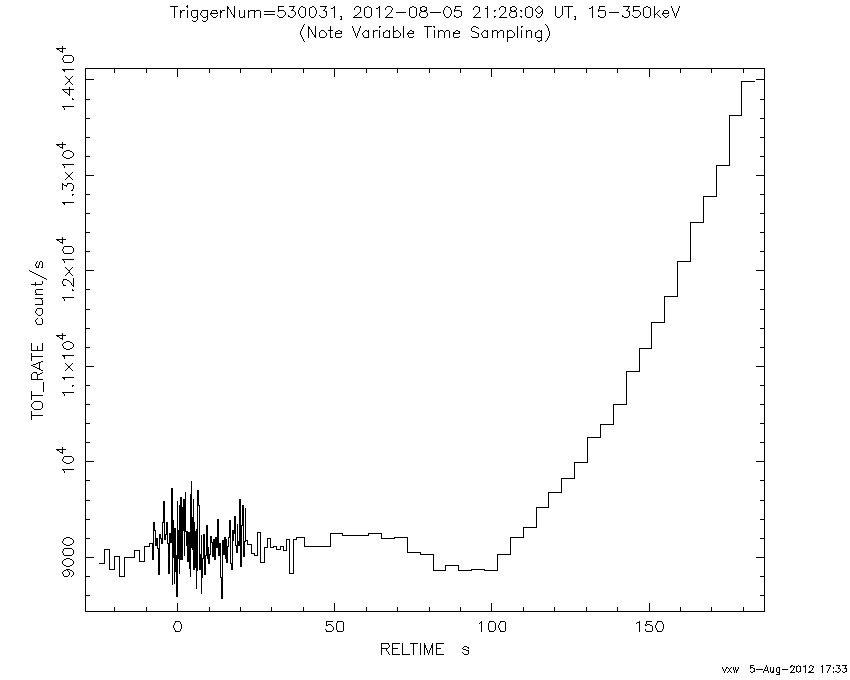 TriggerNum=530031, 2012-08-05 21:28:09 UT, 15-350keV
(Note Variable Time Sampling)
1.4×10⁴
1.3×10⁴
1.2×10⁴
1.1×10⁴
10⁴
9000
TOT_RATE count/s
0 50 100 150
RELTIME s
vxw 5-Aug-2012 17:33